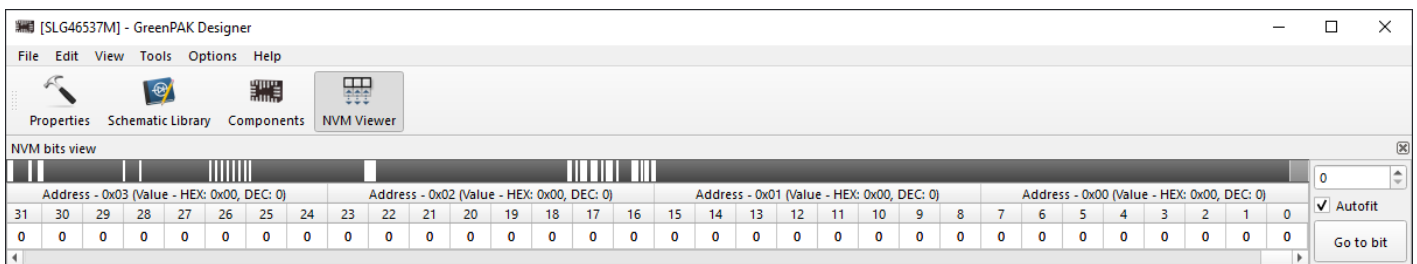 [SLG46537M] - GreenPAK Designer
File Edit View Tools Options Help
Properties Schematic Library Components NVM Viewer
NVM bits view
0
Address - 0x03 (Value - HEX: 0x00, DEC: 0) Address - 0x02 (Value - HEX: 0x00, DEC: 0) Address - 0x01 (Value - HEX: 0x00, DEC: 0) Address - 0x00 (Value - HEX: 0x00, DEC: 0)
31 30 29 28 27 26 25 24 23 22 21 20 19 18 17 16 15 14 13 12 11 10 9 8 7 6 5 4 3 2 1 0
Autofit
0 0 0 0 0 0 0 0 0 0 0 0 0 0 0 0 0 0 0 0 0 0 0 0 0 0 0 0 0 0 0 0
Go to bit